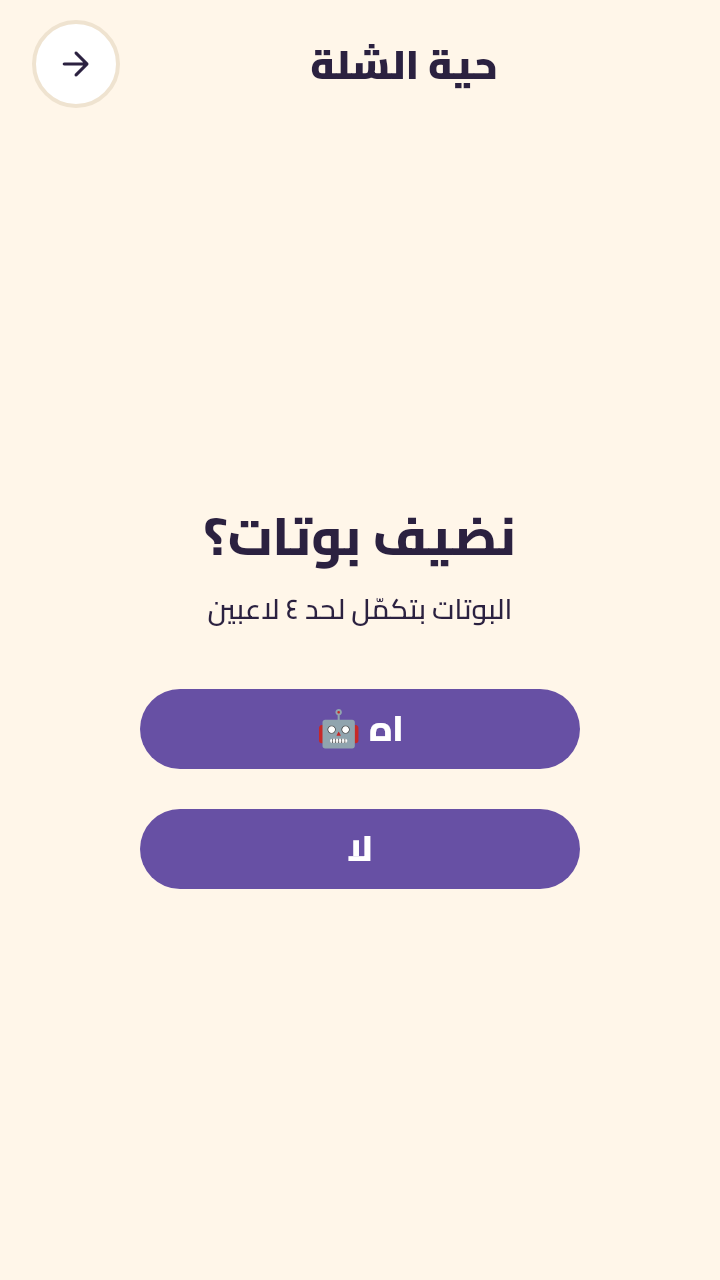 حية الشلة
نضيف بوتات؟
البوتات بتكمّل لحد ٤ لاعبين
اه 🤖
لا